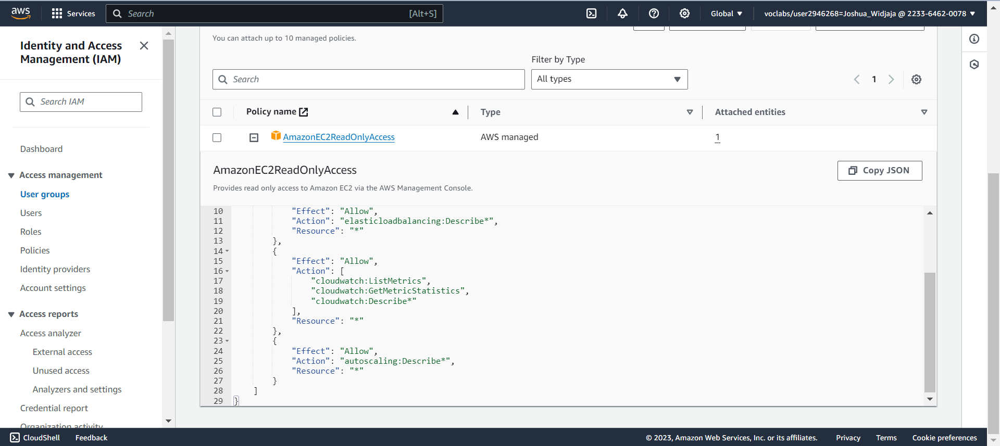 aws
Services
Search
[Alt+S]
Global
voclabs/user2946268=Joshua_Widjaja @ 2233-6462-0078
Identity and Access
Management (IAM)
Search IAM
Dashboard
Access management
User groups
Users
Roles
Policies
Identity providers
Account settings
Access reports
Access analyzer
External access
Unused access
Analyzers and settings
Credential report
Organization activity
You can attach up to 10 managed policies.
Filter by Type
Search
All types
1
Policy name
Type
Attached entities
AmazonEC2ReadOnlyAccess
AWS managed
1
AmazonEC2ReadOnlyAccess
Copy JSON
Provides read only access to Amazon EC2 via the AWS Management Console.
10 "Effect": "Allow",
11 "Action": "elasticloadbalancing:Describe*",
12 "Resource": "*"
13 },
14 {
15 "Effect": "Allow",
16 "Action": [
17 "cloudwatch:ListMetrics",
18 "cloudwatch:GetMetricStatistics",
19 "cloudwatch:Describe*"
20 ],
21 "Resource": "*"
22 },
23 {
24 "Effect": "Allow",
25 "Action": "autoscaling:Describe*",
26 "Resource": "*"
27 }
28 ]
29 }
CloudShell
Feedback
© 2023, Amazon Web Services, Inc. or its affiliates.
Privacy
Terms
Cookie preferences